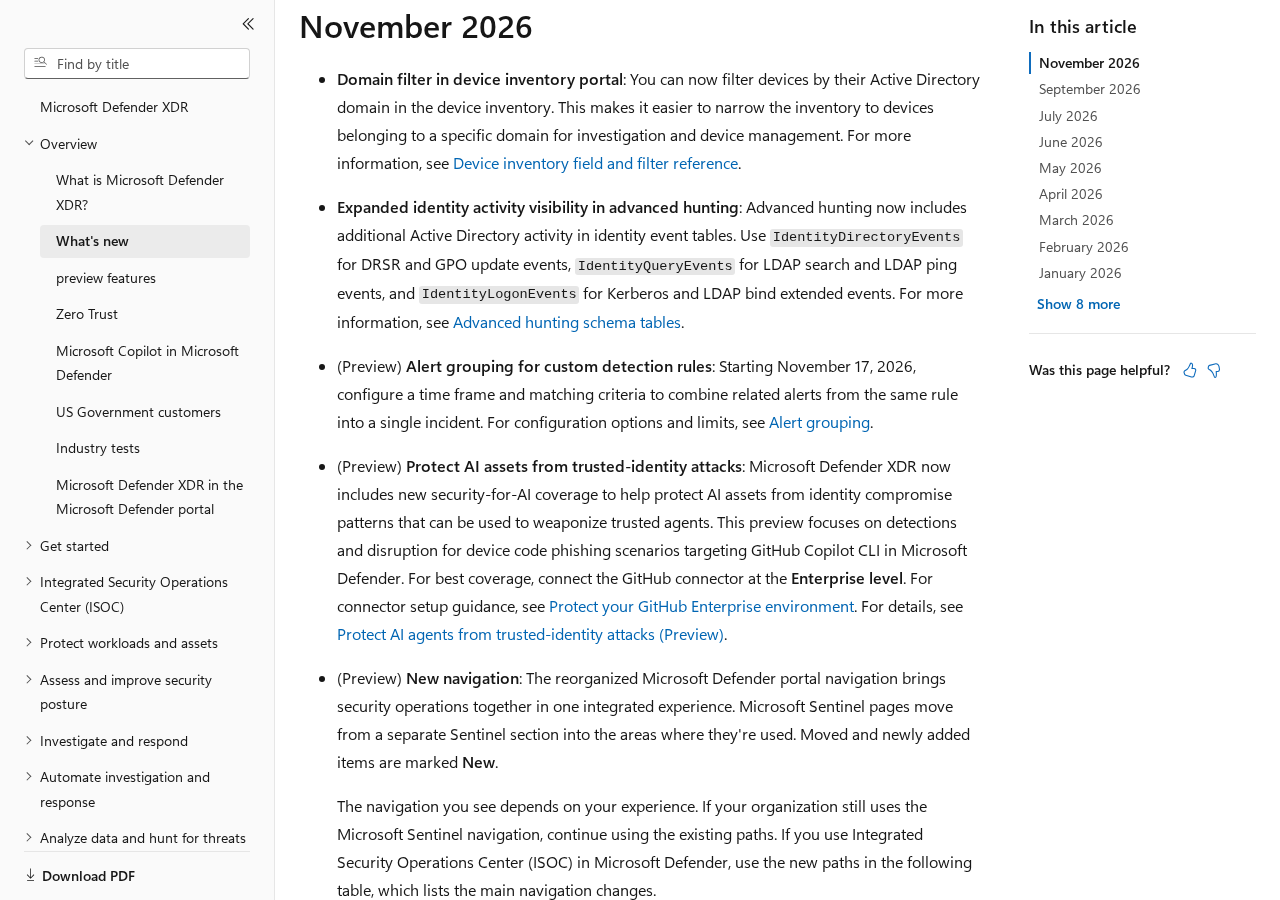 Find by title
Microsoft Defender XDR
Overview
What is Microsoft Defender
XDR?
What's new
preview features
Zero Trust
Microsoft Copilot in Microsoft
Defender
US Government customers
Industry tests
Microsoft Defender XDR in the
Microsoft Defender portal
Get started
Integrated Security Operations
Center (ISOC)
Protect workloads and assets
Assess and improve security
posture
Investigate and respond
Automate investigation and
response
Analyze data and hunt for threats
Download PDF
November 2026
Domain filter in device inventory portal: You can now filter devices by their Active Directory
domain in the device inventory. This makes it easier to narrow the inventory to devices
belonging to a specific domain for investigation and device management. For more
information, see Device inventory field and filter reference.
Expanded identity activity visibility in advanced hunting: Advanced hunting now includes
additional Active Directory activity in identity event tables. Use IdentityDirectoryEvents
for DRSR and GPO update events, IdentityQueryEvents for LDAP search and LDAP ping
events, and IdentityLogonEvents for Kerberos and LDAP bind extended events. For more
information, see Advanced hunting schema tables.
(Preview) Alert grouping for custom detection rules: Starting November 17, 2026,
configure a time frame and matching criteria to combine related alerts from the same rule
into a single incident. For configuration options and limits, see Alert grouping.
(Preview) Protect AI assets from trusted-identity attacks: Microsoft Defender XDR now
includes new security-for-AI coverage to help protect AI assets from identity compromise
patterns that can be used to weaponize trusted agents. This preview focuses on detections
and disruption for device code phishing scenarios targeting GitHub Copilot CLI in Microsoft
Defender. For best coverage, connect the GitHub connector at the Enterprise level. For
connector setup guidance, see Protect your GitHub Enterprise environment. For details, see
Protect AI agents from trusted-identity attacks (Preview).
(Preview) New navigation: The reorganized Microsoft Defender portal navigation brings
security operations together in one integrated experience. Microsoft Sentinel pages move
from a separate Sentinel section into the areas where they're used. Moved and newly added
items are marked New.
The navigation you see depends on your experience. If your organization still uses the
Microsoft Sentinel navigation, continue using the existing paths. If you use Integrated
Security Operations Center (ISOC) in Microsoft Defender, use the new paths in the following
table, which lists the main navigation changes.
In this article
November 2026
September 2026
July 2026
June 2026
May 2026
April 2026
March 2026
February 2026
January 2026
Show 8 more
Was this page helpful?